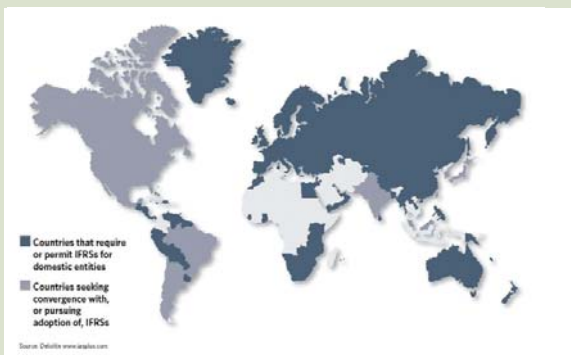 Countries that require
or permit IFRSs for
domestic entities
Countries seeking
convergence with,
or pursuing
adoption of, IFRSs
Source: Deloitte www.iasplus.com